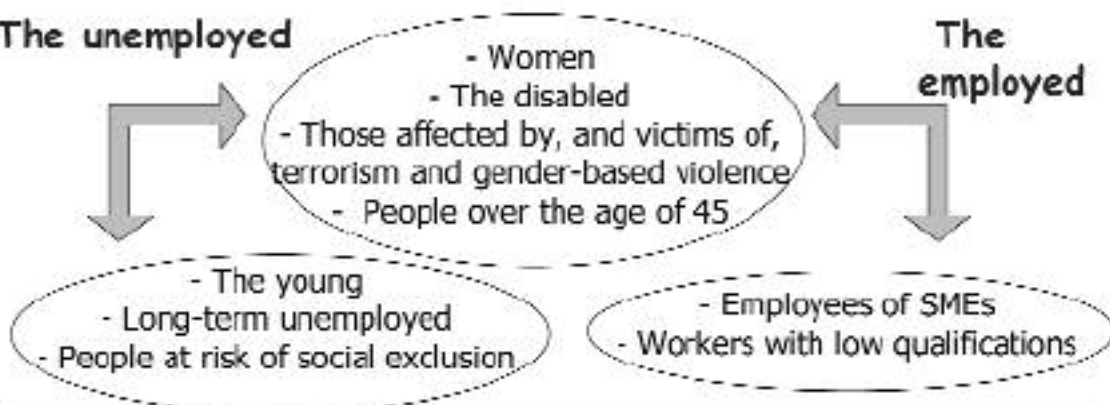 The unemployed
- Women
- The disabled
- Those affected by, and victims of,
terrorism and gender-based violence
- People over the age of 45
The
employed
- The young
- Long-term unemployed
- People at risk of social exclusion
- Employees of SMEs
- Workers with low qualifications